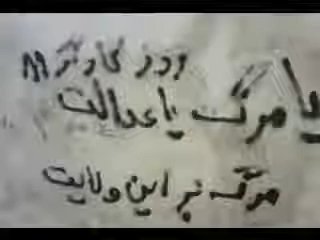 روز کارگر ۸۸
یا مرگ یا عدالت
مرگ بر این ولایت